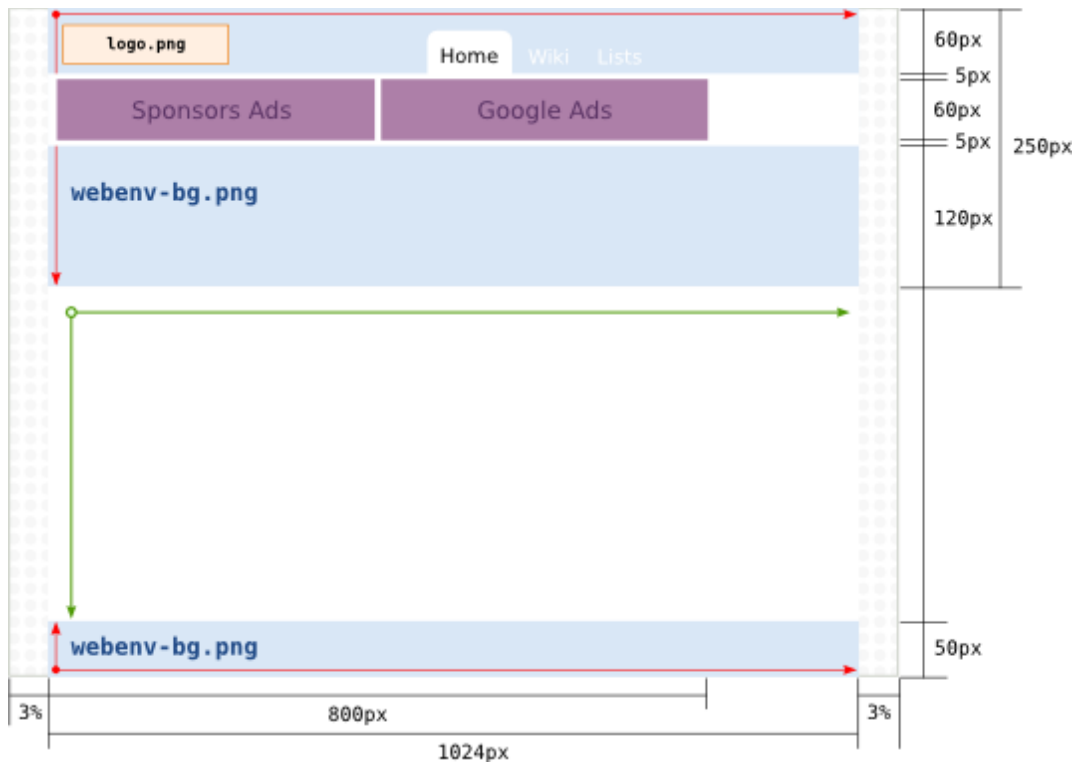 logo.png
Home Wiki Lists
60px
5px
Sponsors Ads Google Ads
60px
5px
250px
webenv-bg.png
120px
webenv-bg.png
50px
3% 800px 3%
1024px